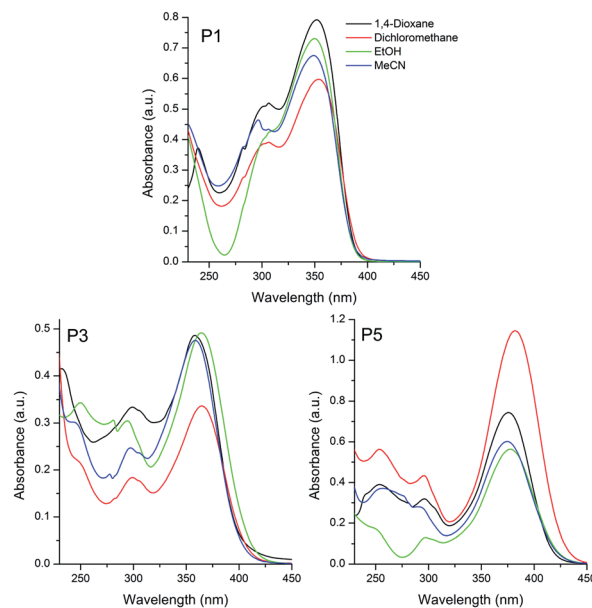 P1
1,4-Dioxane
Dichloromethane
EtOH
MeCN
Absorbance (a.u.)
0.8
0.7
0.6
0.5
0.4
0.3
0.2
0.1
0.0
250 300 350 400 450
Wavelength (nm)
P3
Absorbance (a.u.)
0.5
0.4
0.3
0.2
0.1
0.0
250 300 350 400 450
Wavelength (nm)
P5
Absorbance (a.u.)
1.2
1.0
0.8
0.6
0.4
0.2
0.0
250 300 350 400 450
Wavelength (nm)